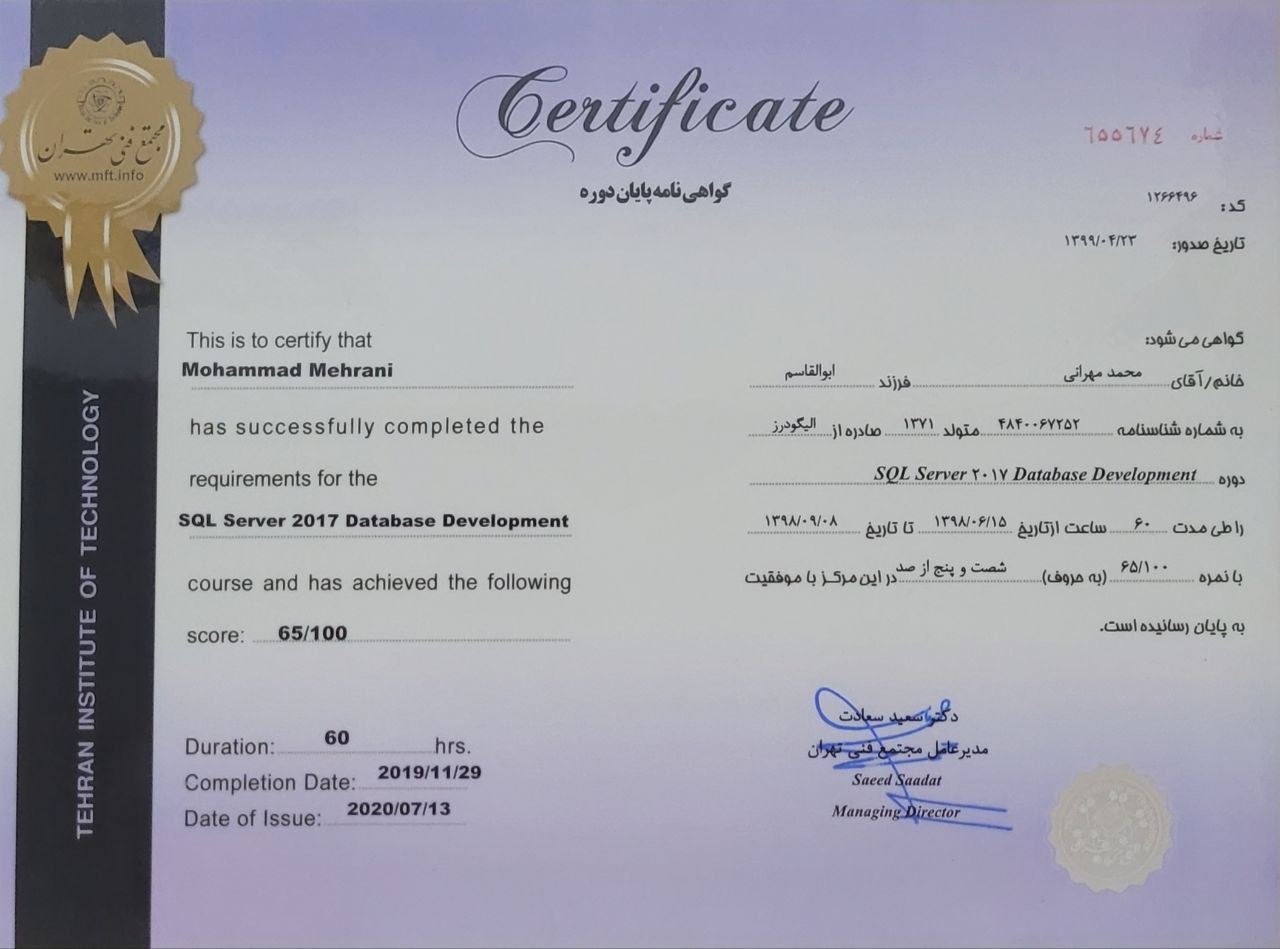 Certificate
گواهی نامه پایان دوره
شماره ٦٥٥٦٧٤
کد: ۱۲۶۶۴۹۶
تاریخ صدور: ۱۳۹۹/۰۴/۲۳
مجتمع فنی تهران
www.mft.info
TEHRAN INSTITUTE OF TECHNOLOGY
This is to certify that
Mohammad Mehrani
has successfully completed the
requirements for the
SQL Server 2017 Database Development
course and has achieved the following
score: 65/100
Duration: 60 hrs.
Completion Date: 2019/11/29
Date of Issue: 2020/07/13
گواهی می شود:
خانم/آقای محمد مهرانی فرزند ابوالقاسم
به شماره شناسنامه ۴۸۴۰۰۶۷۲۵۲ متولد ۱۳۷۱ صادره از الیگودرز
دوره SQL Server ۲۰۱۷ Database Development
را طی مدت ۶۰ ساعت از تاریخ ۱۳۹۸/۰۶/۱۵ تا تاریخ ۱۳۹۸/۰۹/۰۸
با نمره ۶۵/۱۰۰ (به حروف) شصت و پنج از صد در این مرکز با موفقیت
به پایان رسانیده است.
دکتر سعید سعادت
مدیرعامل مجتمع فنی تهران
Saeed Saadat
Managing Director